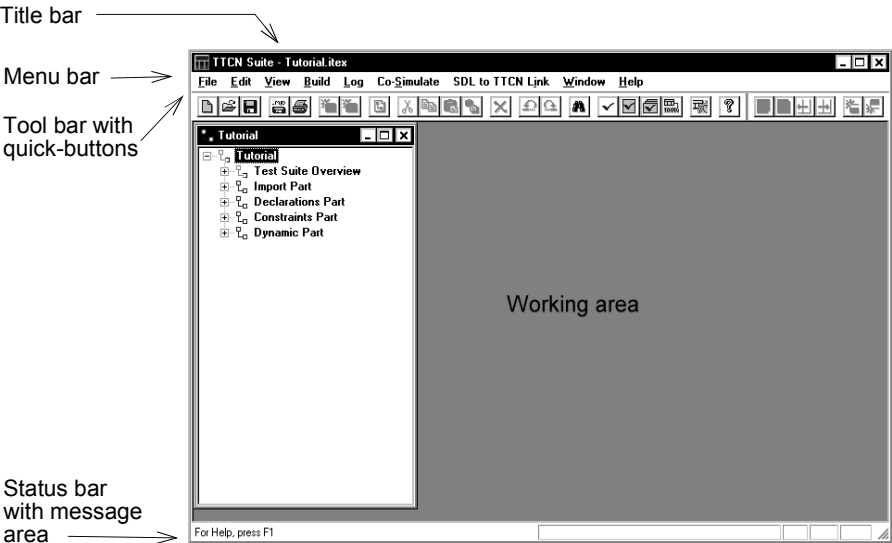 Title bar
TTCN Suite - Tutorial.itex
Menu bar
File Edit View Build Log Co-Simulate SDL to TTCN Link Window Help
Tool bar with
quick-buttons
Tutorial
Tutorial
Test Suite Overview
Import Part
Declarations Part
Constraints Part
Dynamic Part
Working area
Status bar
with message
area
For Help, press F1